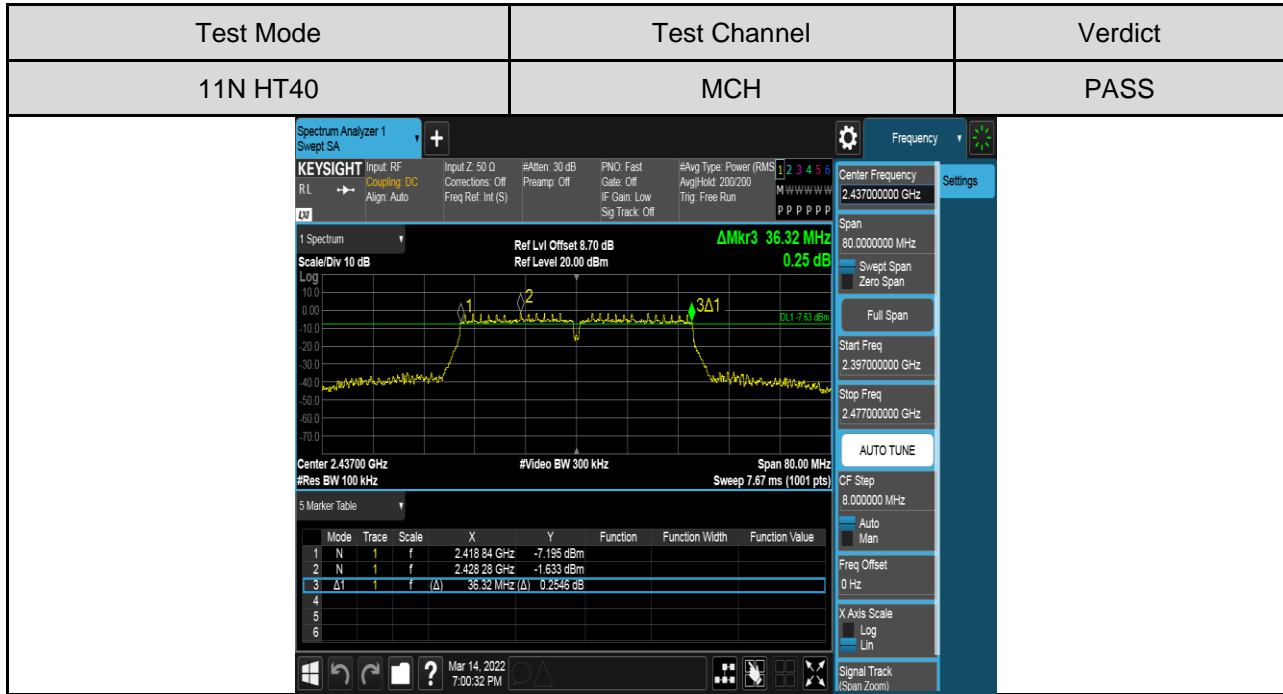 Test Mode Test Channel Verdict
11N HT40 MCH PASS
Spectrum Analyzer 1
Swept SA
+
Frequency
KEYSIGHT Input: RF Input Z: 50 Ω #Atten: 30 dB PNO: Fast #Avg Type: Power (RMS 1 2 3 4 5 6
RL Coupling: DC Corrections: Off Preamp: Off Gate: Off Avg|Hold: 200/200 M W W W W W
Align: Auto Freq Ref: Int (S) IF Gain: Low Trig: Free Run
LXI Sig Track: Off P P P P P P
1 Spectrum
Ref Lvl Offset 8.70 dB ΔMkr3 36.32 MHz
Scale/Div 10 dB Ref Level 20.00 dBm 0.25 dB
Log
10.0
0.00
-10.0
-20.0
-30.0
-40.0
-50.0
-60.0
-70.0
1 2 3Δ1
DL1 -7.63 dBm
Center 2.43700 GHz #Video BW 300 kHz Span 80.00 MHz
#Res BW 100 kHz Sweep 7.67 ms (1001 pts)
5 Marker Table
Mode Trace Scale X Y Function Function Width Function Value
1 N 1 f 2.418 84 GHz -7.195 dBm
2 N 1 f 2.428 28 GHz -1.633 dBm
3 Δ1 1 f (Δ) 36.32 MHz (Δ) 0.2546 dB
4
5
6
?
Mar 14, 2022
7:00:32 PM
Center Frequency
2.437000000 GHz
Settings
Span
80.0000000 MHz
Swept Span
Zero Span
Full Span
Start Freq
2.397000000 GHz
Stop Freq
2.477000000 GHz
AUTO TUNE
CF Step
8.000000 MHz
Auto
Man
Freq Offset
0 Hz
X Axis Scale
Log
Lin
Signal Track
(Span Zoom)